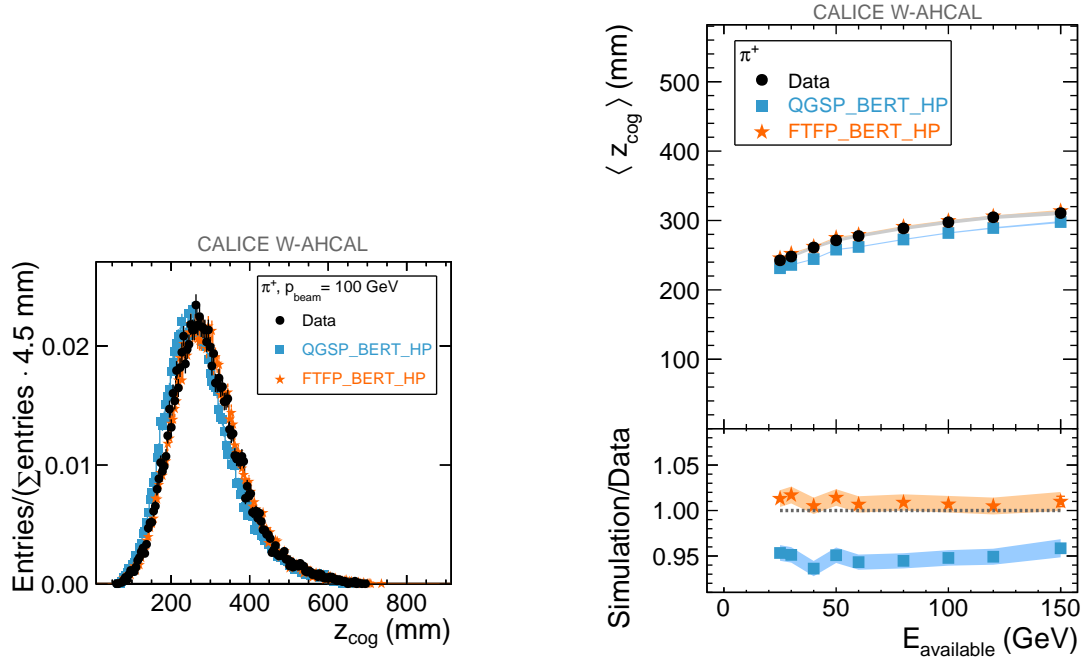 CALICE W-AHCAL
Entries/(Σentries · 4.5 mm)
0.02
0.01
0.00
π⁺, p_beam = 100 GeV
Data
QGSP_BERT_HP
FTFP_BERT_HP
200 400 600 800
z_cog (mm)
CALICE W-AHCAL
⟨ z_cog ⟩ (mm)
500
400
300
200
100
π⁺
Data
QGSP_BERT_HP
FTFP_BERT_HP
Simulation/Data
1.05
1.00
0.95
0 50 100 150
E_available (GeV)